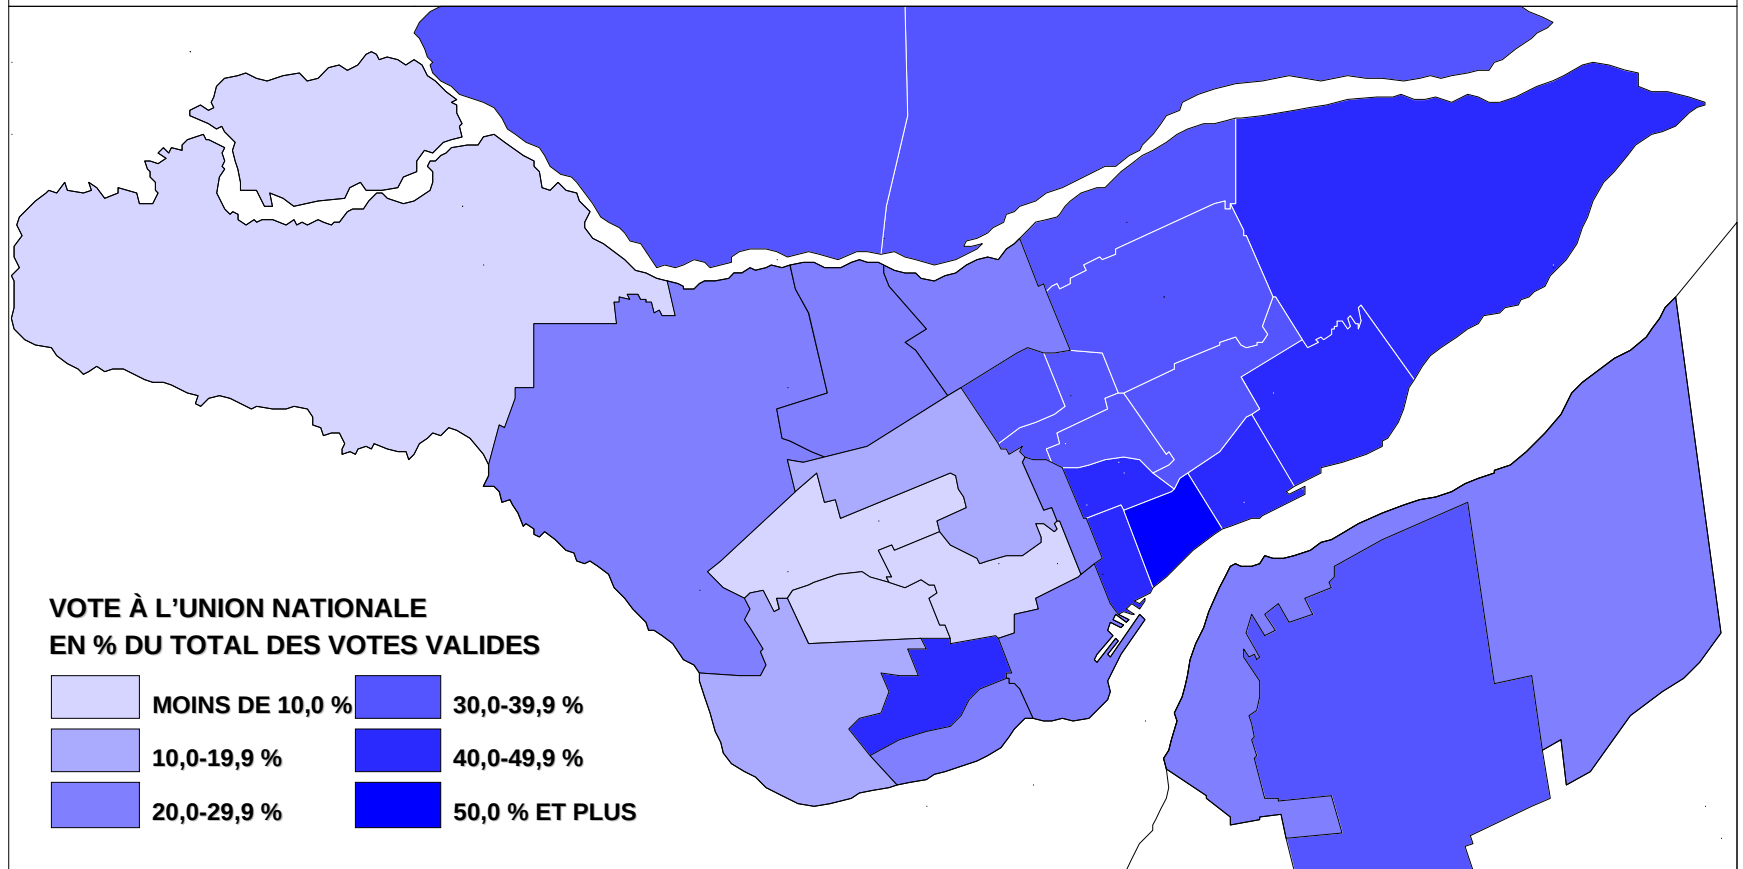 VOTE À L’UNION NATIONALE
EN % DU TOTAL DES VOTES VALIDES
MOINS DE 10,0 %
30,0-39,9 %
10,0-19,9 %
40,0-49,9 %
20,0-29,9 %
50,0 % ET PLUS